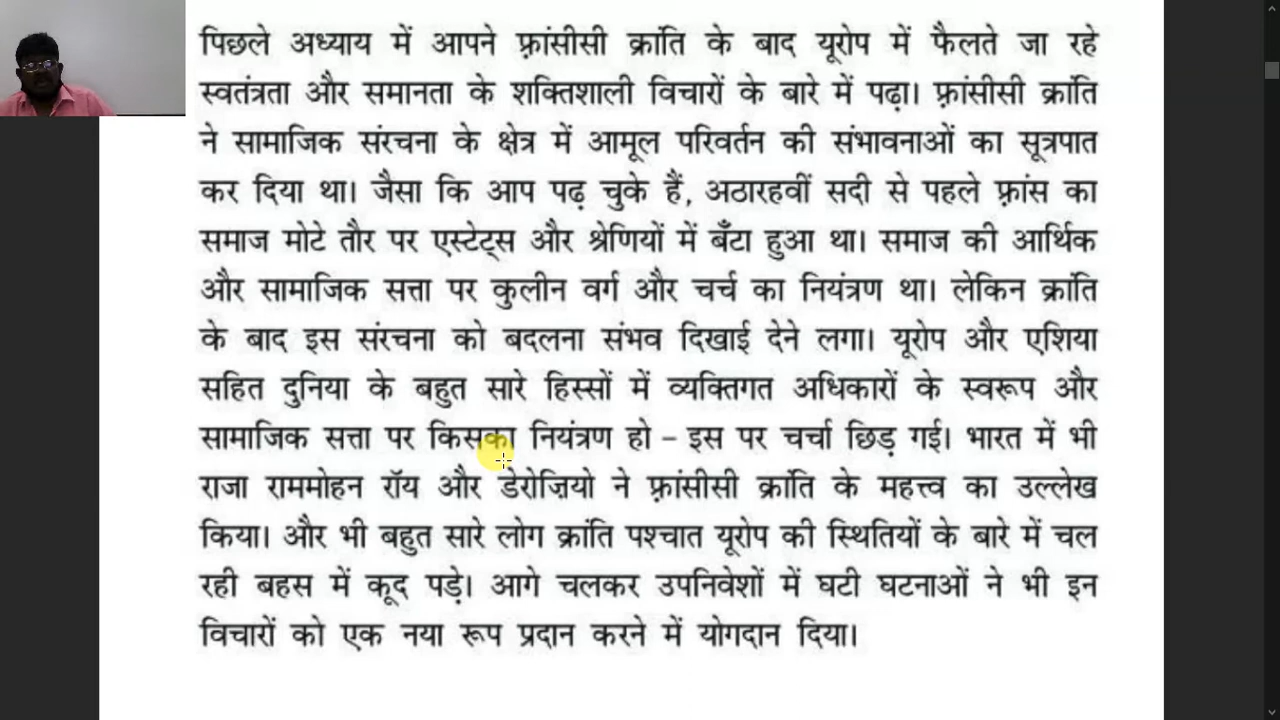 पिछले अध्याय में आपने फ़्रांसीसी क्रांति के बाद यूरोप में फैलते जा रहे
स्वतंत्रता और समानता के शक्तिशाली विचारों के बारे में पढ़ा। फ़्रांसीसी क्रांति
ने सामाजिक संरचना के क्षेत्र में आमूल परिवर्तन की संभावनाओं का सूत्रपात
कर दिया था। जैसा कि आप पढ़ चुके हैं, अठारहवीं सदी से पहले फ़्रांस का
समाज मोटे तौर पर एस्टेट्स और श्रेणियों में बँटा हुआ था। समाज की आर्थिक
और सामाजिक सत्ता पर कुलीन वर्ग और चर्च का नियंत्रण था। लेकिन क्रांति
के बाद इस संरचना को बदलना संभव दिखाई देने लगा। यूरोप और एशिया
सहित दुनिया के बहुत सारे हिस्सों में व्यक्तिगत अधिकारों के स्वरूप और
सामाजिक सत्ता पर किसका नियंत्रण हो – इस पर चर्चा छिड़ गई। भारत में भी
राजा राममोहन रॉय और डेरोज़ियो ने फ़्रांसीसी क्रांति के महत्त्व का उल्लेख
किया। और भी बहुत सारे लोग क्रांति पश्चात यूरोप की स्थितियों के बारे में चल
रही बहस में कूद पड़े। आगे चलकर उपनिवेशों में घटी घटनाओं ने भी इन
विचारों को एक नया रूप प्रदान करने में योगदान दिया।